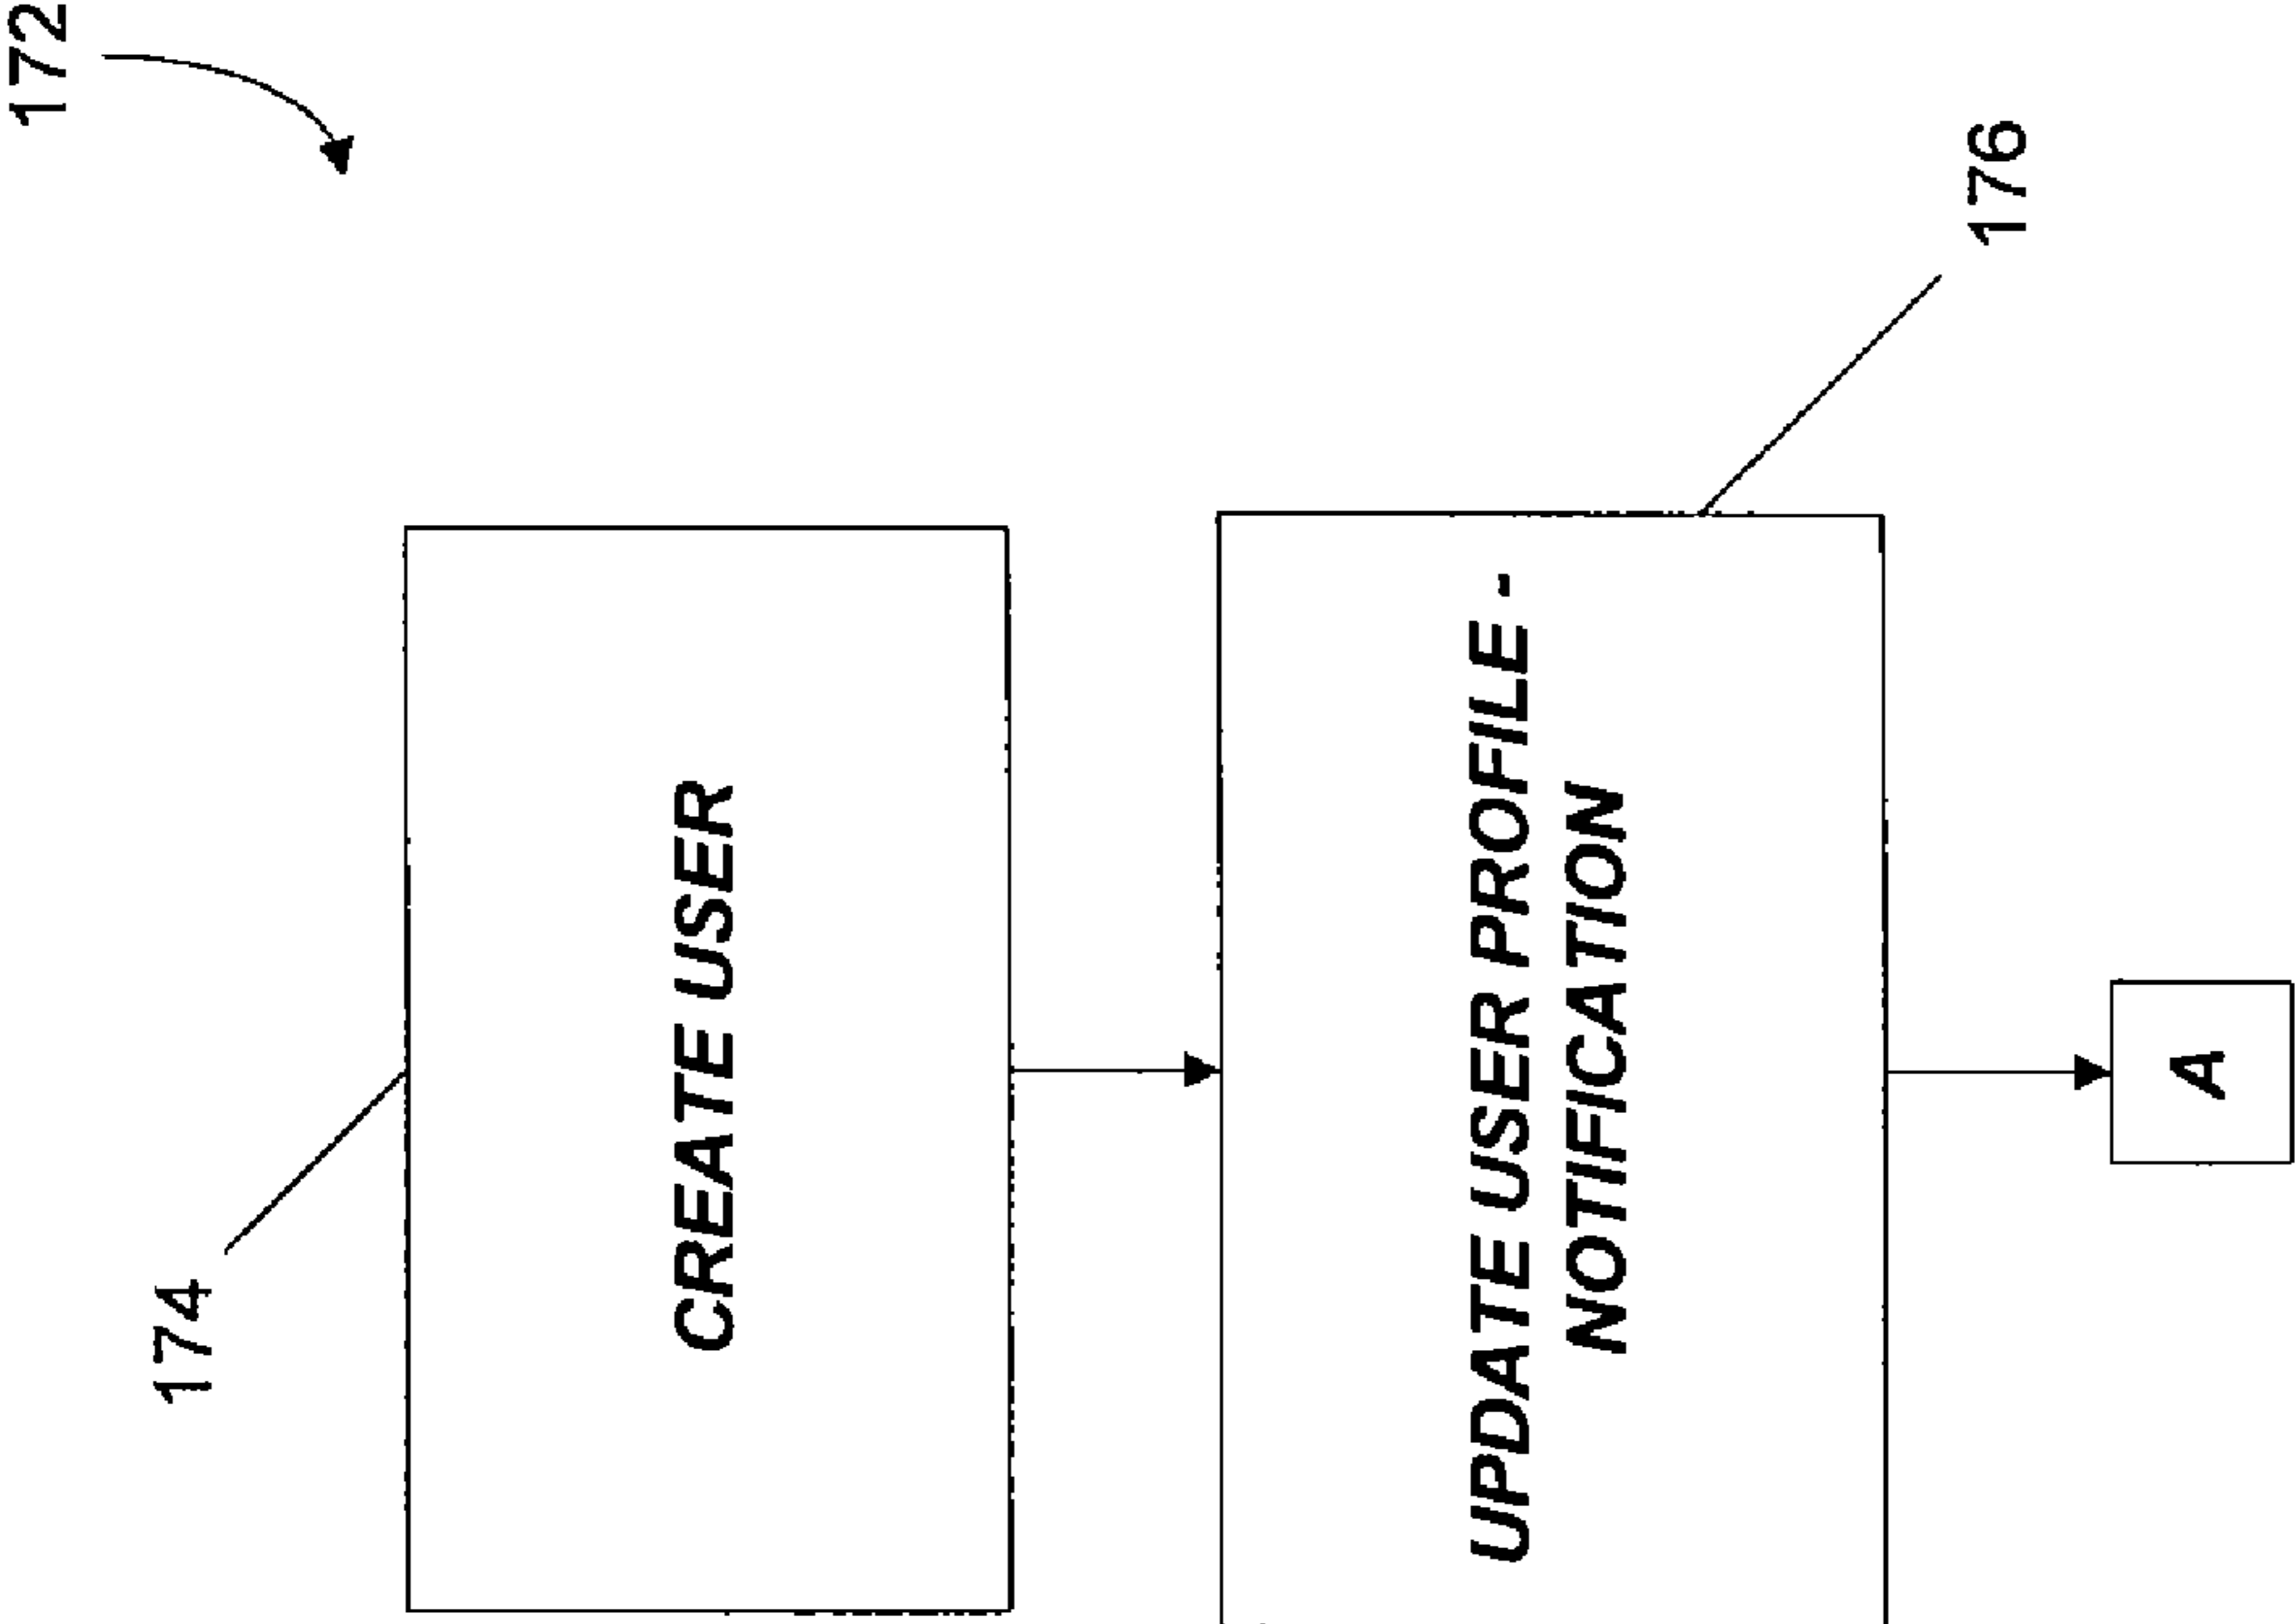 172
174
CREATE USER
UPDATE USER PROFILE -
NOTIFICATION
176
A